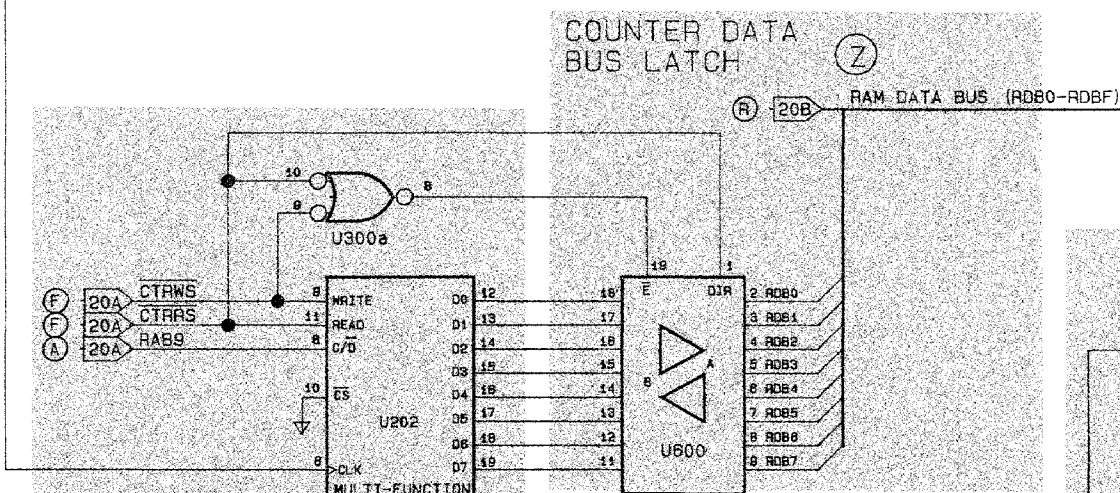 COUNTER DATA
BUS LATCH
Z
R 20B RAM DATA BUS (RDB0-RDBF)
10
9
8
U300a
19 1
E DIR
F 20A CTRWS 9 WRITE
F 20A CTRRS 11 READ
A 20A RAB9 8 C/D
10 CS
U202
6 CLK
MULTI-FUNCTION
D0 12 18 2 RDB0
D1 13 17 3 RDB1
D2 14 16 4 RDB2
D3 15 15 5 RDB3
D4 16 14 6 RDB4
D5 17 13 7 RDB5
D6 18 12 8 RDB6
D7 19 11 9 RDB7
B A
U600